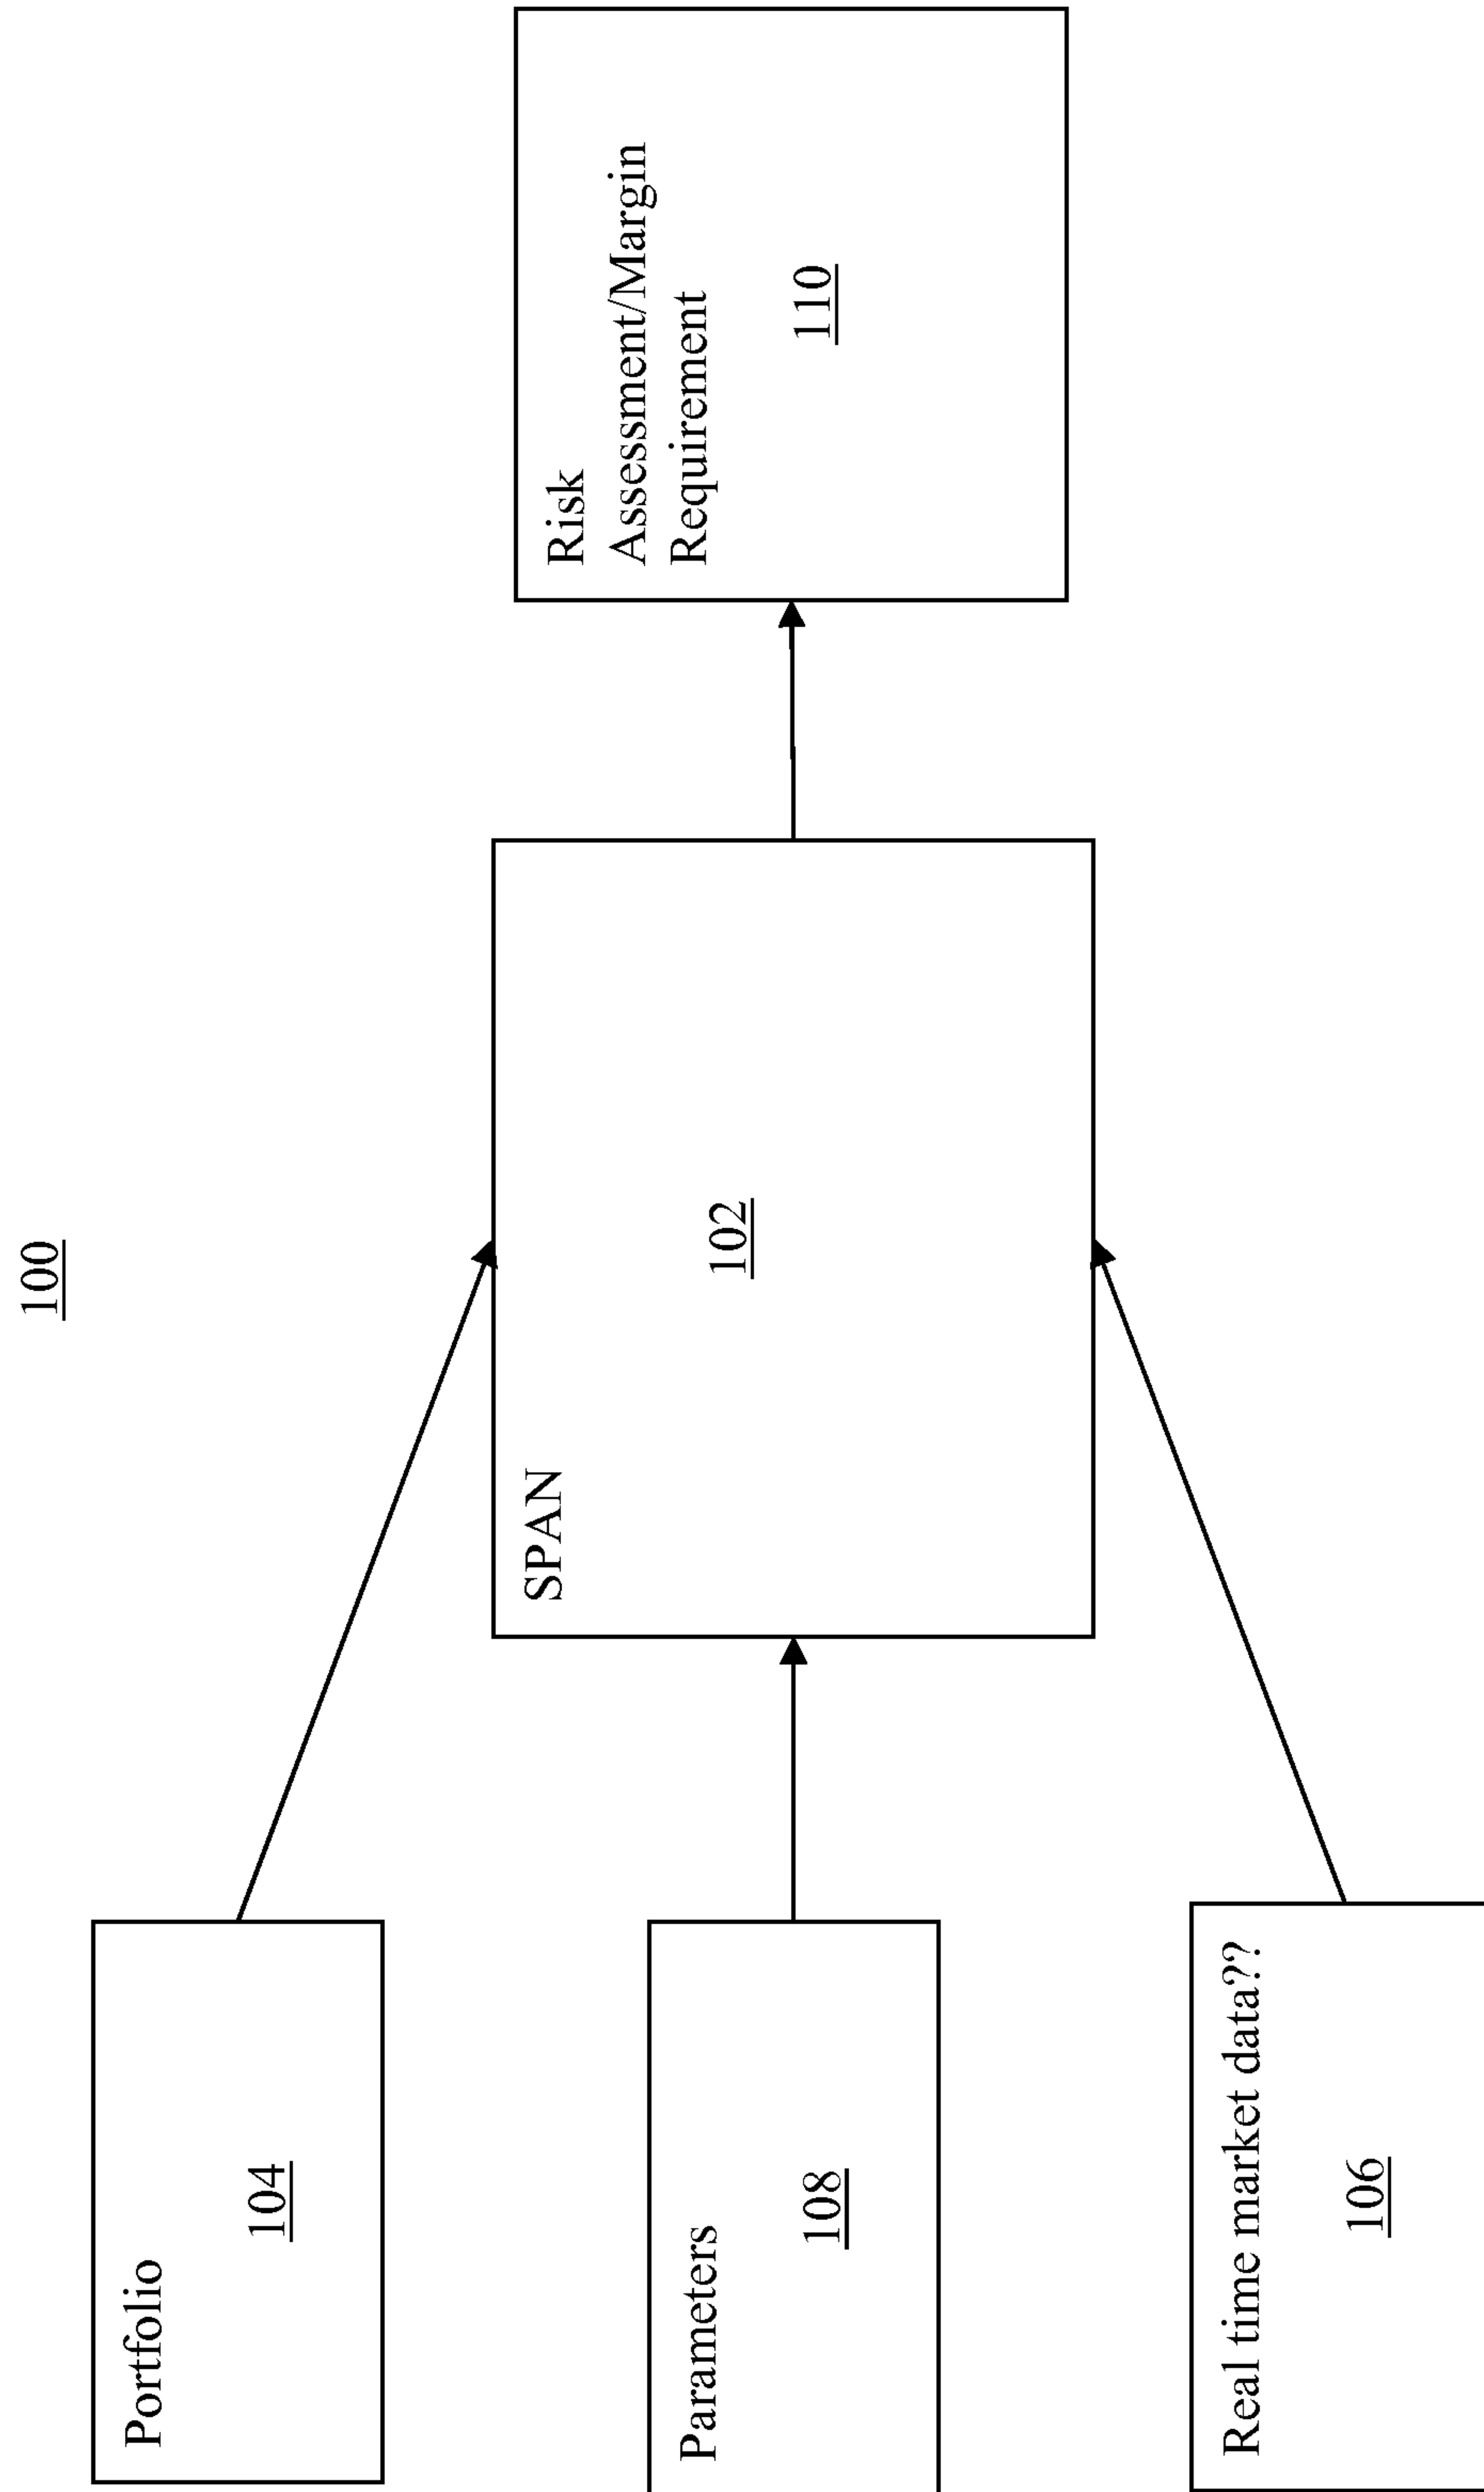 100
Portfolio
104
Parameters
108
Real time market data??
106
SPAN
102
Risk
Assessment/Margin
Requirement
110